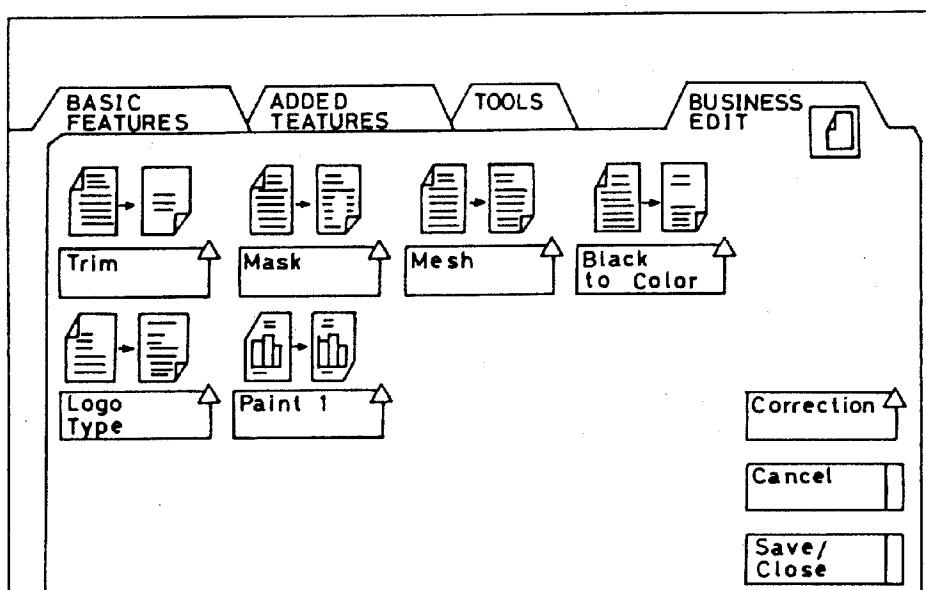 BASIC
FEATURES
ADDED
TEATURES
TOOLS
BUSINESS
EDIT
Trim
Mask
Mesh
Black
to Color
Logo
Type
Paint 1
Correction
Cancel
Save/
Close